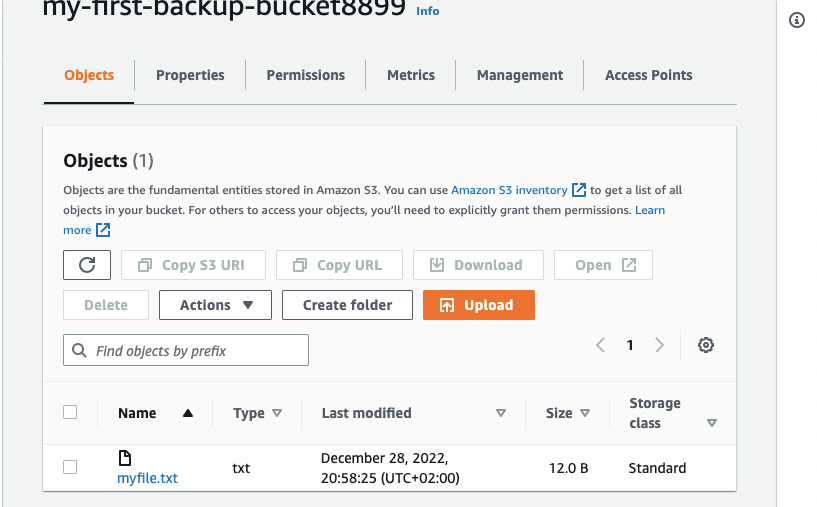 my-first-backup-bucket8899 Info
Objects Properties Permissions Metrics Management Access Points
Objects (1)
Objects are the fundamental entities stored in Amazon S3. You can use Amazon S3 inventory to get a list of all
objects in your bucket. For others to access your objects, you'll need to explicitly grant them permissions. Learn
more
Copy S3 URI Copy URL Download Open
Delete Actions Create folder Upload
Find objects by prefix 1
Name Type Last modified Size Storage
class
myfile.txt txt December 28, 2022,
20:58:25 (UTC+02:00) 12.0 B Standard